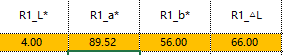 R1_L* R1_a* R1_b* R1_△L
4.00 89.52 56.00 66.00